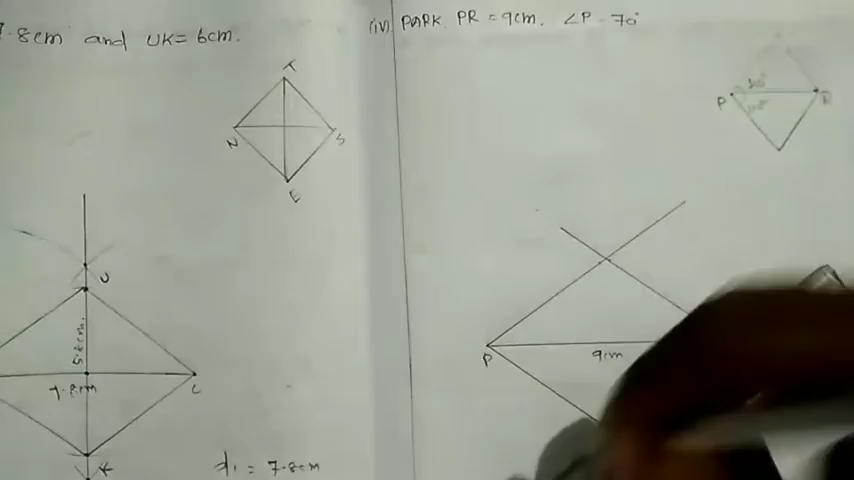 .8cm and UK= 6cm.
T
N
S
E
U
5.6cm.
7.8cm
C
K
d₁ = 7.8cm
(iv) PARK. PR = 9cm. ∠P - 70°
P
R
P
9cm